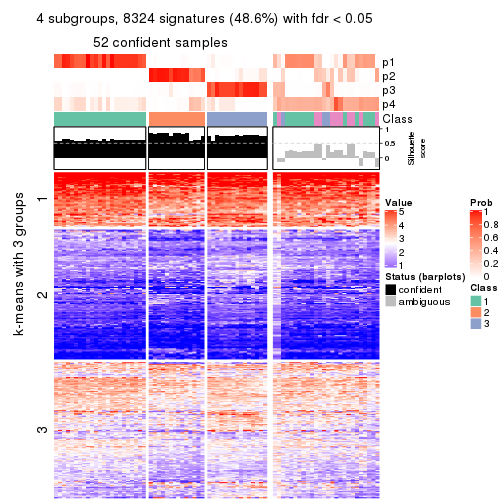 4 subgroups, 8324 signatures (48.6%) with fdr < 0.05
52 confident samples
p1
p2
p3
p4
Class
1
0.5
0
Silhouette
score
k-means with 3 groups
1
2
3
Value
5
4
3
2
1
Status (barplots)
confident
ambiguous
Prob
1
0.8
0.6
0.4
0.2
0
Class
1
2
3